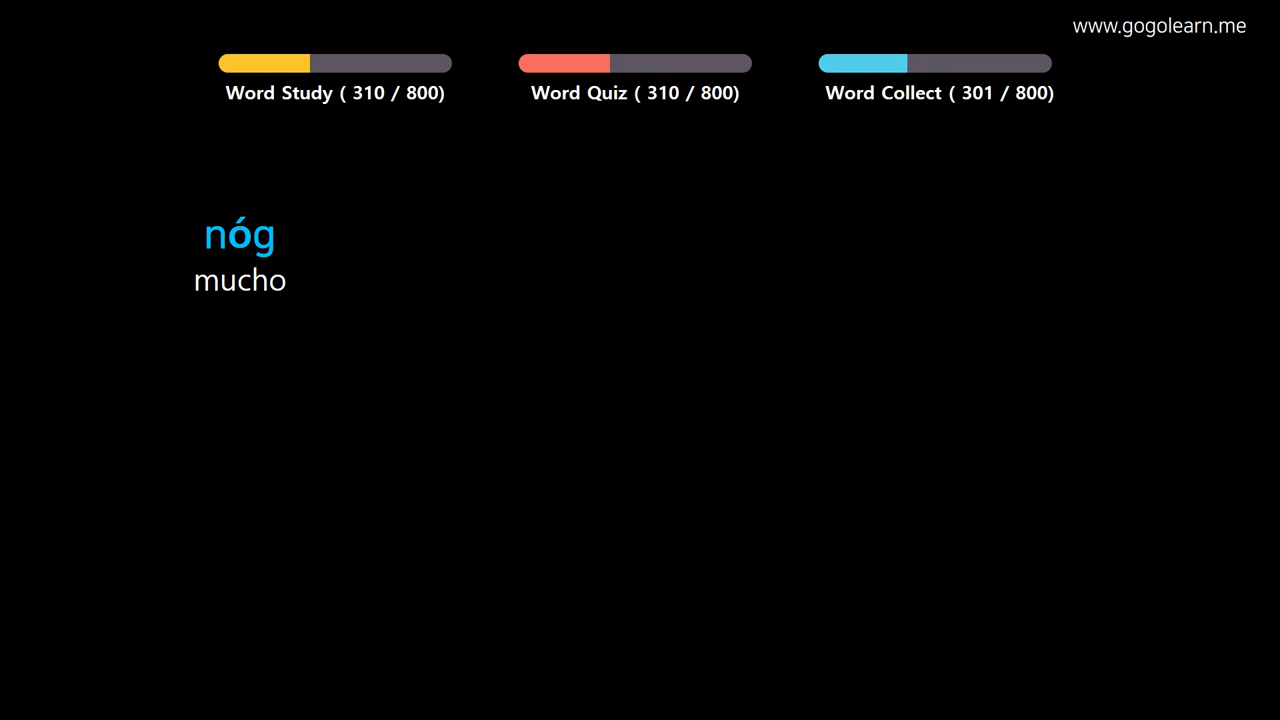 www.gogolearn.me
Word Study ( 310 / 800)
Word Quiz ( 310 / 800)
Word Collect ( 301 / 800)
nóg
mucho